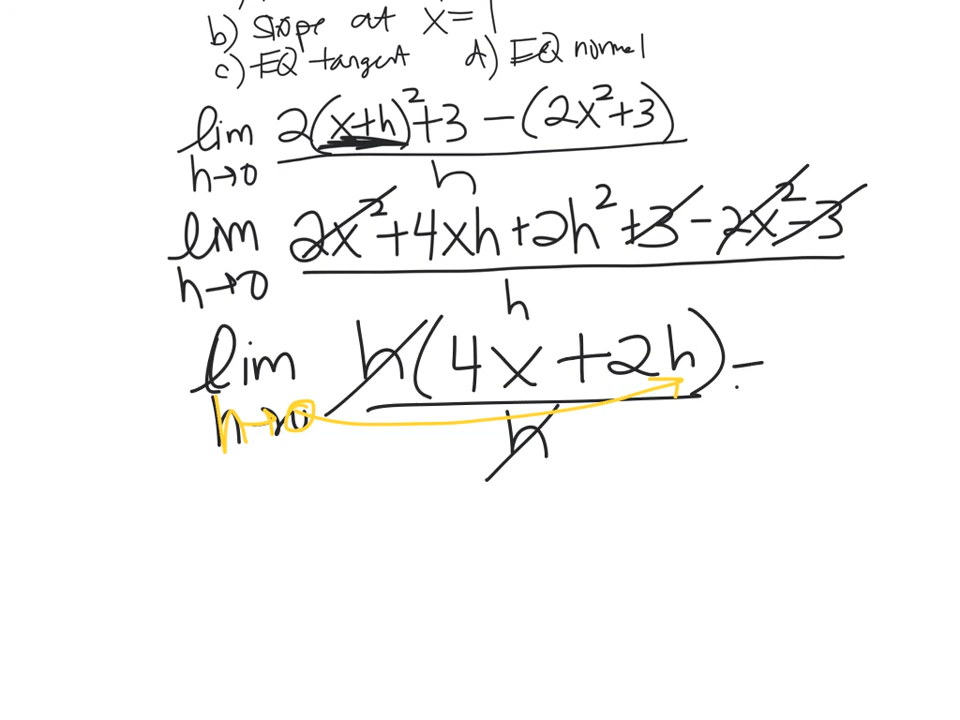 b) slope at x = 1
c) EQ tangent d) EQ normal
lim 2(x+h)²+3 - (2x²+3)
h→0 h
lim 2x²+4xh+2h²+3-2x²-3
h→0 h
lim h(4x+2h) =
h→0 h